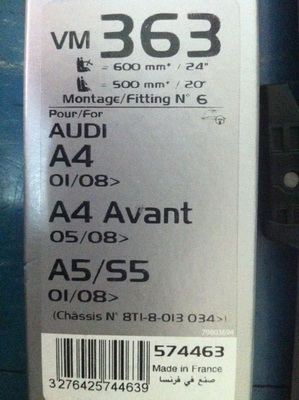 VM 363
= 600 mm* / 24"
= 500 mm* / 20"
Montage/Fitting N° 6
Pour/For
AUDI
A4
01/08>
A4 Avant
05/08>
A5/S5
01/08>
(Châssis N° 8T1-8-013 034>)
79863694
574463
Made in France
صنع في فرنسا
3276425744639